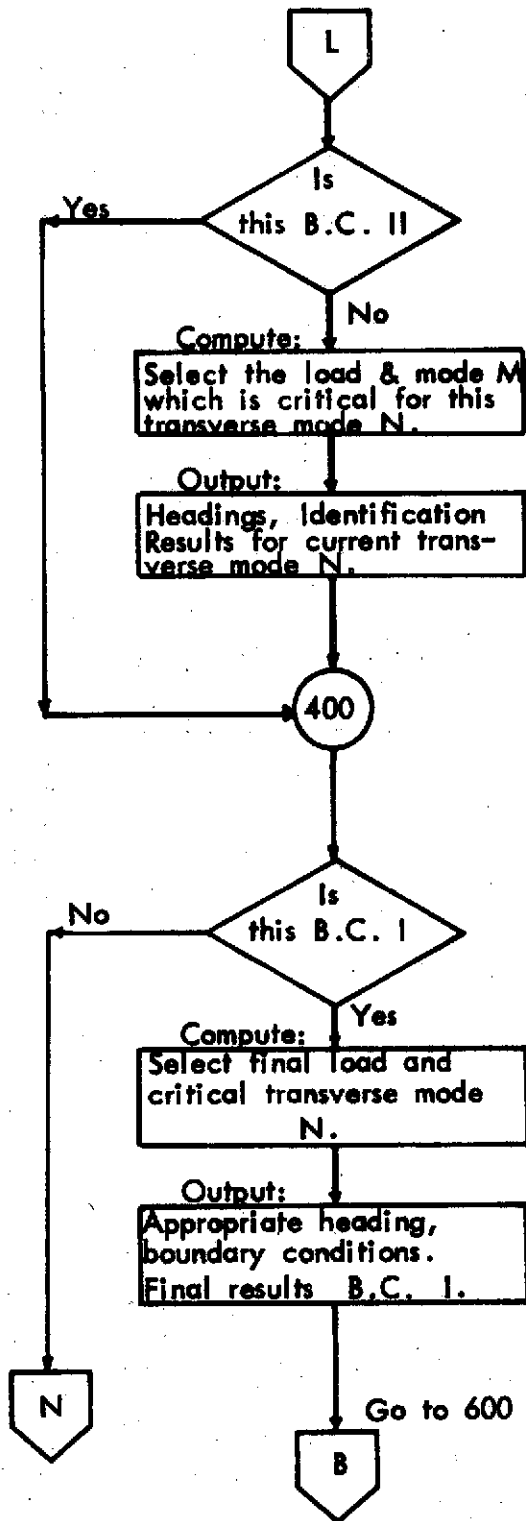 L
Is
this B.C. II
Yes
No
Compute:
Select the load & mode M
which is critical for this
transverse mode N.
Output:
Headings, Identification
Results for current trans-
verse mode N.
400
Is
this B.C. I
No
Yes
Compute:
Select final load and
critical transverse mode
N.
Output:
Appropriate heading,
boundary conditions.
Final results B.C. I.
N
Go to 600
B